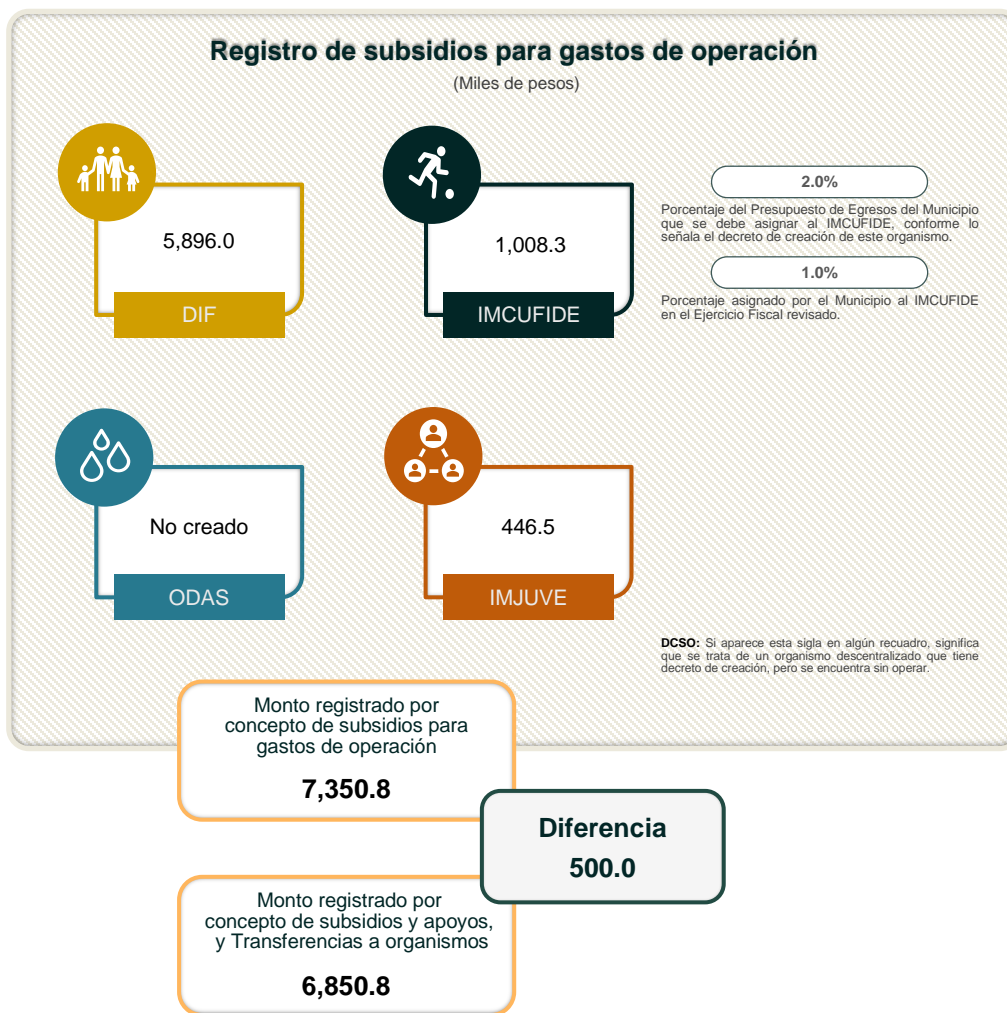 Registro de subsidios para gastos de operación
(Miles de pesos)
5,896.0
DIF
1,008.3
IMCUFIDE
2.0%
Porcentaje del Presupuesto de Egresos del Municipio
que se debe asignar al IMCUFIDE, conforme lo
señala el decreto de creación de este organismo.
1.0%
Porcentaje asignado por el Municipio al IMCUFIDE
en el Ejercicio Fiscal revisado.
No creado
ODAS
446.5
IMJUVE
DCSO: Si aparece esta sigla en algún recuadro, significa
que se trata de un organismo descentralizado que tiene
decreto de creación, pero se encuentra sin operar.
Monto registrado por
concepto de subsidios para
gastos de operación
7,350.8
Diferencia
500.0
Monto registrado por
concepto de subsidios y apoyos,
y Transferencias a organismos
6,850.8